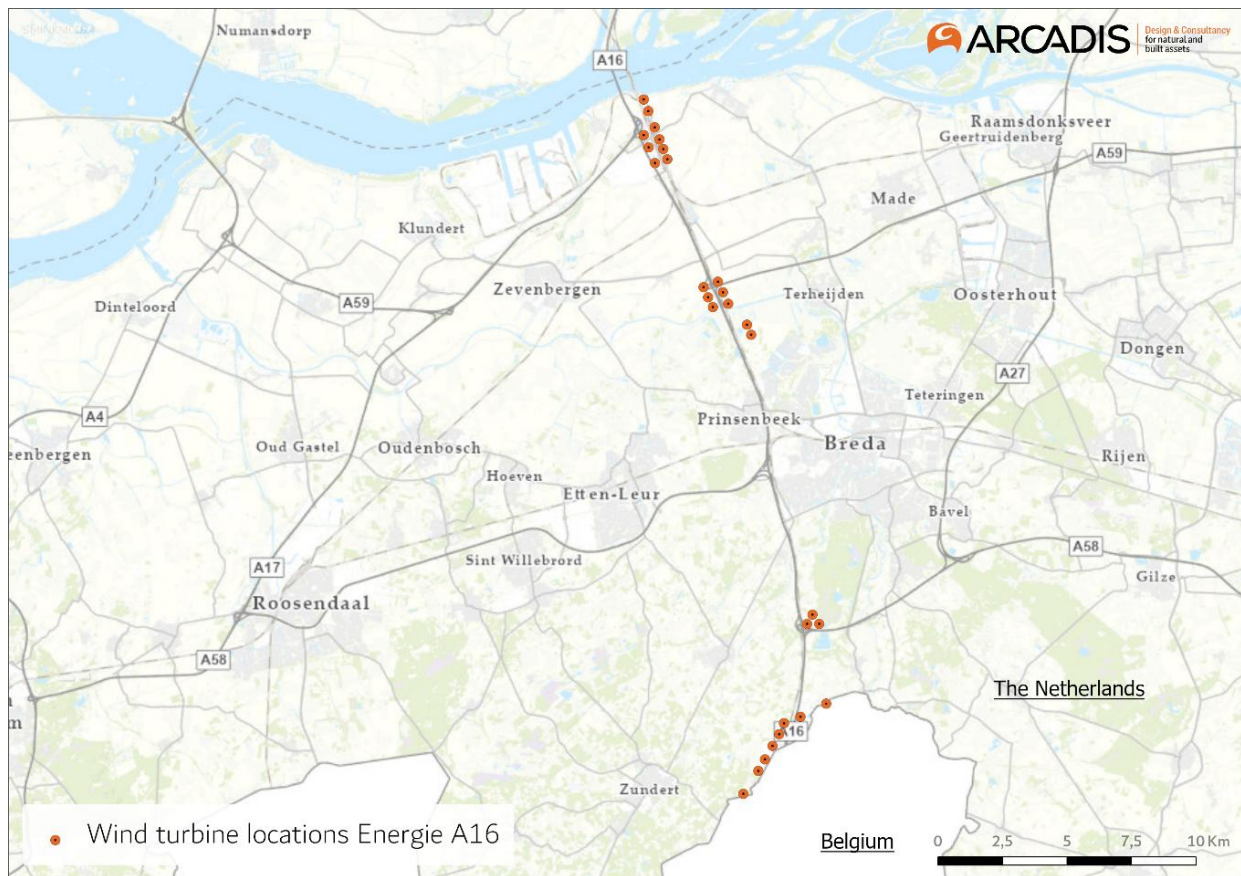 Numansdorp
A16
ARCADIS
Design & Consultancy
for natural and
built assets
Raamsdonksveer
Geertruidenberg
A59
Made
Klundert
Zevenbergen
Terheijden
Oosterhout
Dinteloord
A59
Dongen
A27
Teteringen
A4
Prinsenbeek
Oud Gastel
Oudenbosch
Breda
eenbergen
Hoeven
Rijen
Etten-Leur
Bavel
A58
Sint Willebrord
A17
Gilze
Roosendaal
A58
The Netherlands
m
A16
Zundert
Wind turbine locations Energie A16
Belgium
0 2,5 5 7,5 10 Km